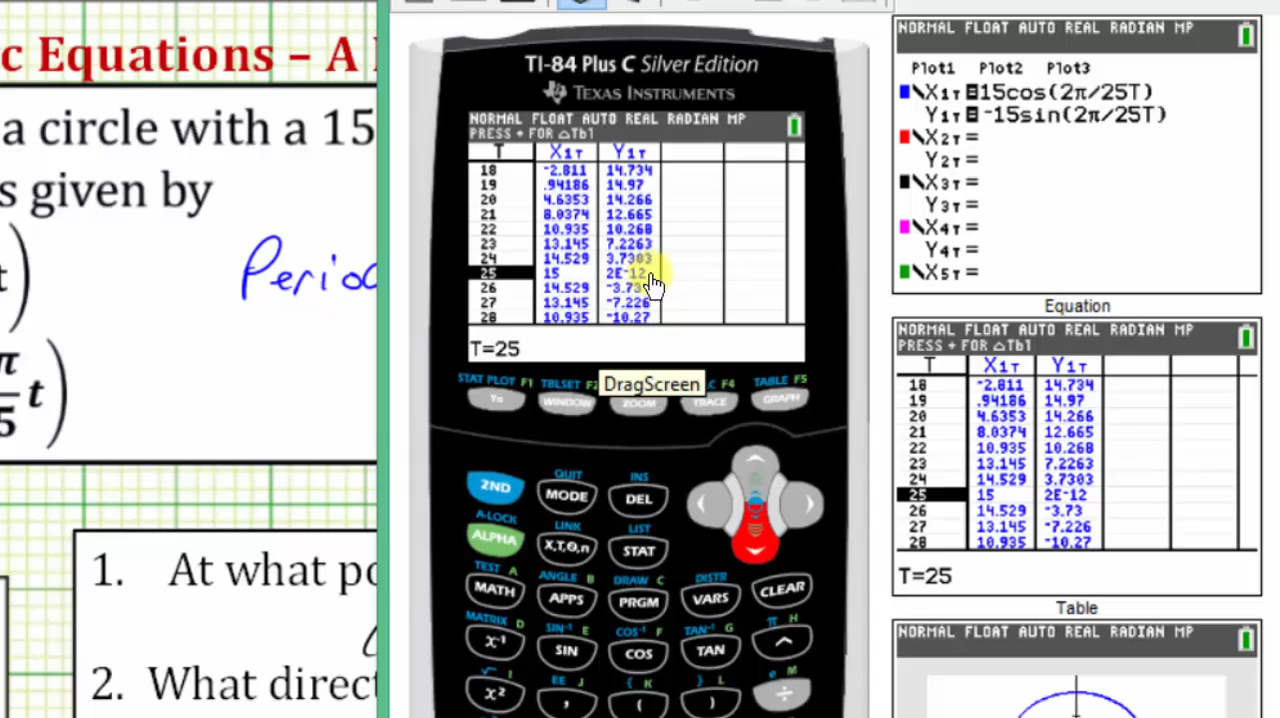 c Equations – A
a circle with a 15
s given by
t)
Period
π
5 t)
1. At what po
2. What direct
TI-84 Plus C Silver Edition
TEXAS INSTRUMENTS
NORMAL FLOAT AUTO REAL RADIAN MP
PRESS + FOR △Tbl
T X1T Y1T
18 -2.811 14.734
19 .94186 14.97
20 4.6353 14.266
21 8.0374 12.665
22 10.935 10.268
23 13.145 7.2263
24 14.529 3.7303
25 15 2E-12
26 14.529 -3.73
27 13.145 -7.226
28 10.935 -10.27
T=25
DragScreen
STAT PLOT F1 TBLSET F2 C F4 TABLE F5
Y= WINDOW ZOOM TRACE GRAPH
QUIT INS
2ND MODE DEL
A-LOCK LINK LIST
ALPHA X,T,θ,n STAT
TEST A ANGLE B DRAW C DISTR
MATH APPS PRGM VARS CLEAR
MATRIX D SIN-1 E COS-1 F TAN-1 G π H
x-1 SIN COS TAN ^
√ I EE J { K } L e M
x² , ( ) ÷
NORMAL FLOAT AUTO REAL RADIAN MP
Plot1 Plot2 Plot3
\X1T=15cos(2π/25T)
Y1T=-15sin(2π/25T)
\X2T=
Y2T=
\X3T=
Y3T=
\X4T=
Y4T=
\X5T=
Equation
NORMAL FLOAT AUTO REAL RADIAN MP
PRESS + FOR △Tbl
T X1T Y1T
18 -2.811 14.734
19 .94186 14.97
20 4.6353 14.266
21 8.0374 12.665
22 10.935 10.268
23 13.145 7.2263
24 14.529 3.7303
25 15 2E-12
26 14.529 -3.73
27 13.145 -7.226
28 10.935 -10.27
T=25
Table
NORMAL FLOAT AUTO REAL RADIAN MP